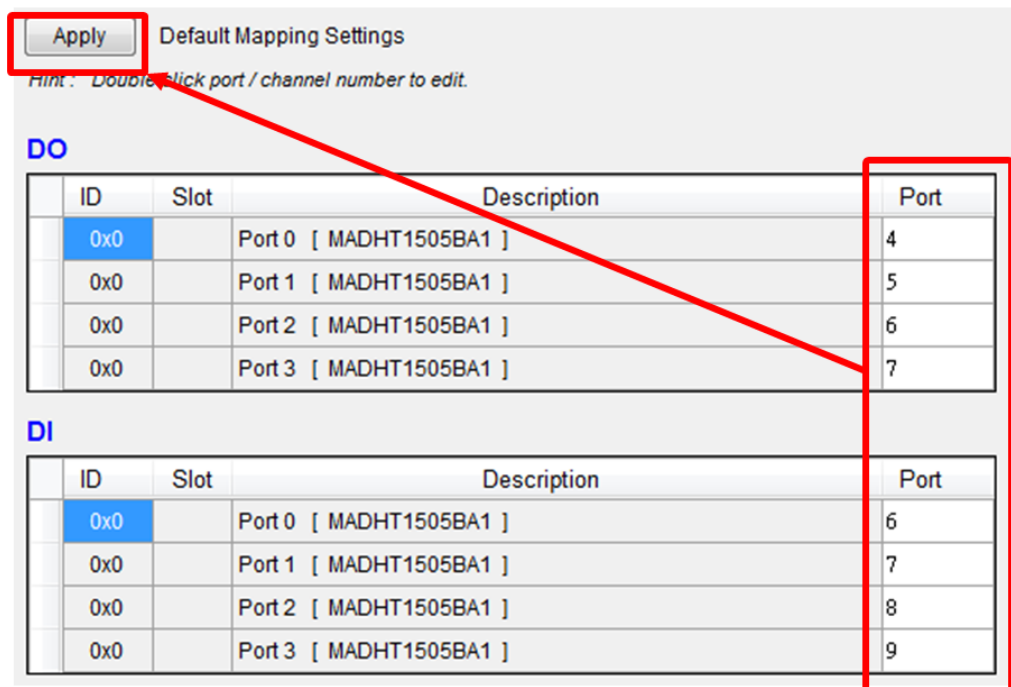 Apply Default Mapping Settings
Hint : Double click port / channel number to edit.
DO
ID Slot Description Port
0x0 Port 0 [ MADHT1505BA1 ] 4
0x0 Port 1 [ MADHT1505BA1 ] 5
0x0 Port 2 [ MADHT1505BA1 ] 6
0x0 Port 3 [ MADHT1505BA1 ] 7
DI
ID Slot Description Port
0x0 Port 0 [ MADHT1505BA1 ] 6
0x0 Port 1 [ MADHT1505BA1 ] 7
0x0 Port 2 [ MADHT1505BA1 ] 8
0x0 Port 3 [ MADHT1505BA1 ] 9